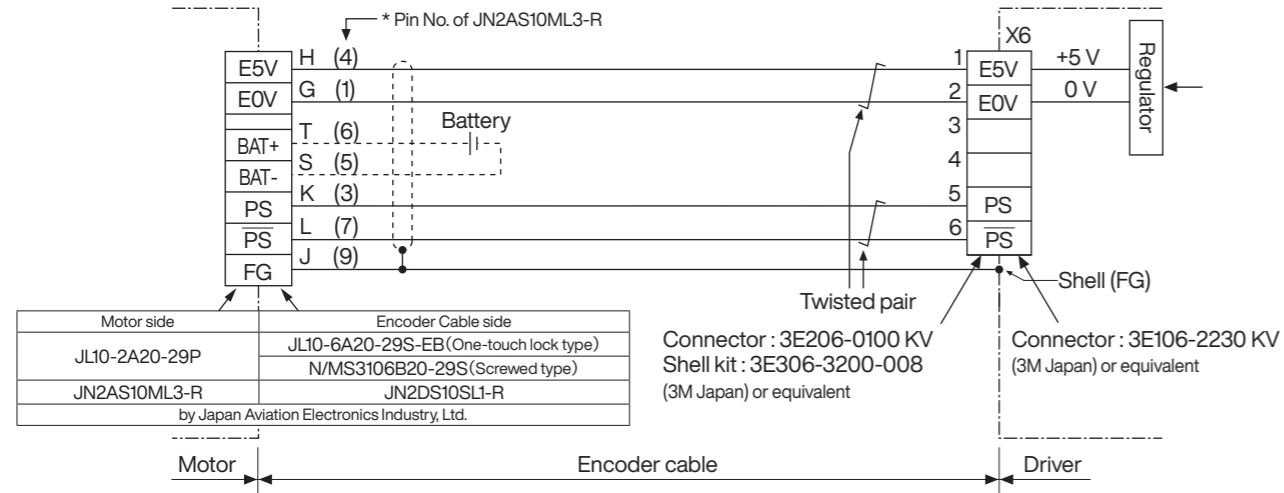 * Pin No. of JN2AS10ML3-R
X6
E5V H (4) 1 E5V +5 V
E0V G (1) 2 E0V 0 V
Regulator
3
BAT+ T (6) Battery
4
BAT- S (5)
PS K (3) 5 PS
PS L (7) 6 PS
FG J (9)
Shell (FG)
Twisted pair
Motor side Encoder Cable side
JL10-2A20-29P JL10-6A20-29S-EB(One-touch lock type)
N/MS3106B20-29S(Screwed type)
JN2AS10ML3-R JN2DS10SL1-R
by Japan Aviation Electronics Industry, Ltd.
Connector : 3E206-0100 KV
Shell kit : 3E306-3200-008
(3M Japan) or equivalent
Connector : 3E106-2230 KV
(3M Japan) or equivalent
Motor Encoder cable Driver